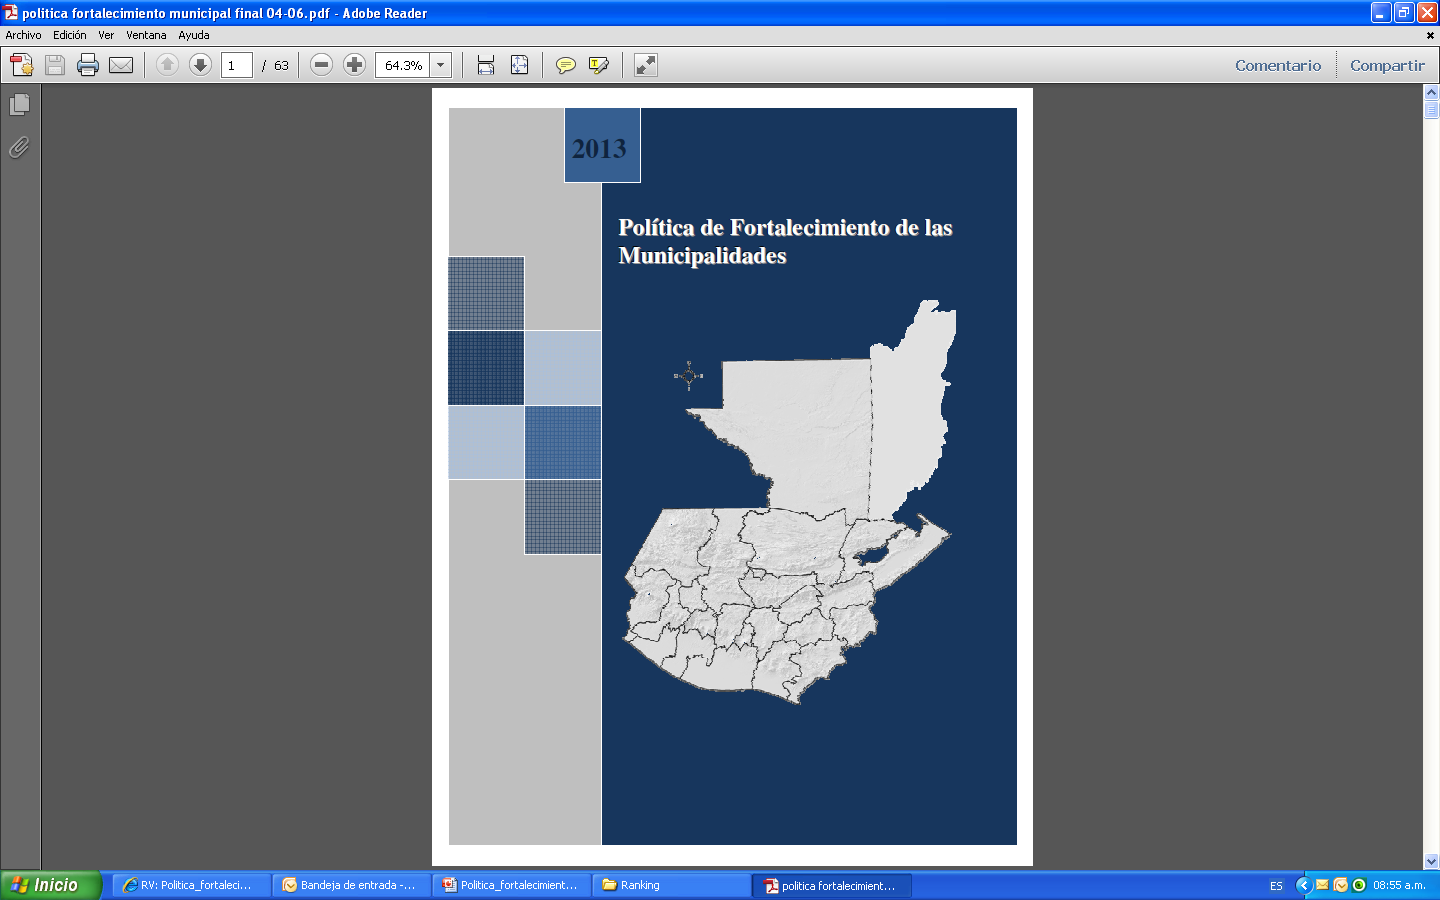 politica fortalecimiento municipal final 04-06.pdf - Adobe Reader
Archivo Edición Ver Ventana Ayuda
1 / 63 64.3% Comentario Compartir
2013
Política de Fortalecimiento de las
Municipalidades
Inicio RV: Politica_fortaleci... Bandeja de entrada -... Politica_fortalecimient... Ranking politica fortalecimient... ES 08:55 a.m.